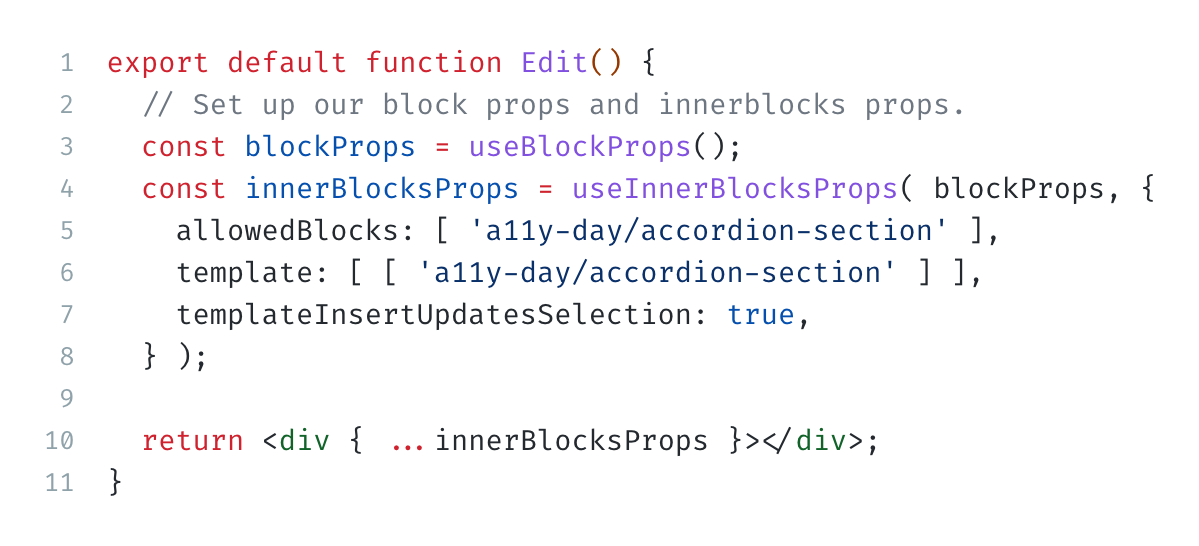 1 export default function Edit() {
2 // Set up our block props and innerblocks props.
3 const blockProps = useBlockProps();
4 const innerBlocksProps = useInnerBlocksProps( blockProps, {
5 allowedBlocks: [ 'a11y-day/accordion-section' ],
6 template: [ [ 'a11y-day/accordion-section' ] ],
7 templateInsertUpdatesSelection: true,
8 } );
9
10 return <div { ...innerBlocksProps }></div>;
11 }